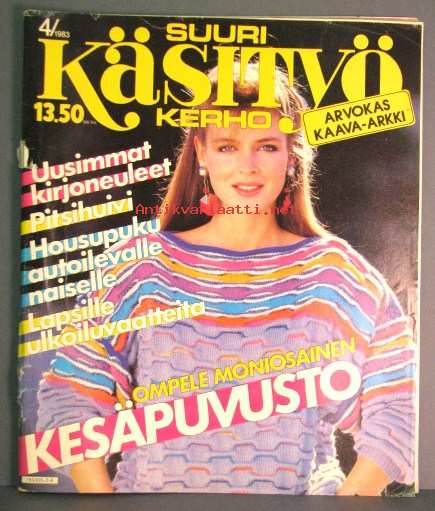 4/1983
SUURI
KÄSITYÖ
KERHO
13.50
ARVOKAS
KAAVA-ARKKI
Uusimmat
kirjoneuleet
Pitsihuivi
Housupuku
autoilevalle
naiselle
Lapsille
ulkoiluvaatteita
Antikvariaatti.net
OMPELE MONIOSAINEN
KESÄPUVUSTO